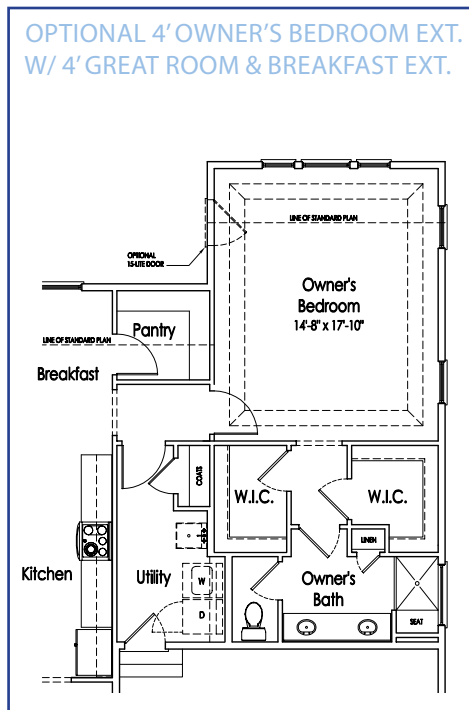 OPTIONAL 4' OWNER'S BEDROOM EXT.
W/ 4' GREAT ROOM & BREAKFAST EXT.
LINE OF STANDARD PLAN
OPTIONAL
15-LITE DOOR
Owner's
Bedroom
14'-8" x 17'-10"
Pantry
LINE OF STANDARD PLAN
Breakfast
COATS
W.I.C.
W.I.C.
LINEN
Kitchen
Utility
W
D
Owner's
Bath
SEAT